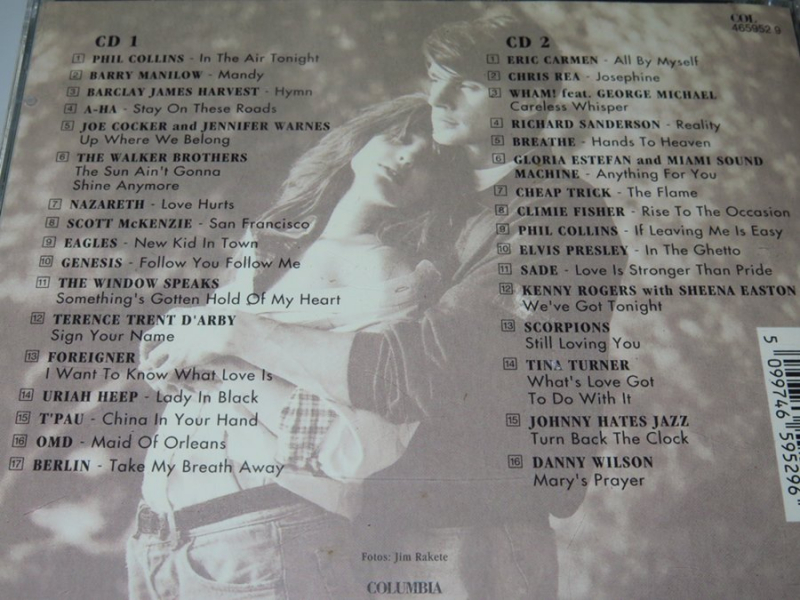 COL 465952 9
CD 1
1 PHIL COLLINS - In The Air Tonight
2 BARRY MANILOW - Mandy
3 BARCLAY JAMES HARVEST - Hymn
4 A-HA - Stay On These Roads
5 JOE COCKER and JENNIFER WARNES
Up Where We Belong
6 THE WALKER BROTHERS
The Sun Ain't Gonna
Shine Anymore
7 NAZARETH - Love Hurts
8 SCOTT McKENZIE - San Francisco
9 EAGLES - New Kid In Town
10 GENESIS - Follow You Follow Me
11 THE WINDOW SPEAKS
Something's Gotten Hold Of My Heart
12 TERENCE TRENT D'ARBY
Sign Your Name
13 FOREIGNER
I Want To Know What Love Is
14 URIAH HEEP - Lady In Black
15 T'PAU - China In Your Hand
16 OMD - Maid Of Orleans
17 BERLIN - Take My Breath Away
CD 2
1 ERIC CARMEN - All By Myself
2 CHRIS REA - Josephine
3 WHAM! feat. GEORGE MICHAEL
Careless Whisper
4 RICHARD SANDERSON - Reality
5 BREATHE - Hands To Heaven
6 GLORIA ESTEFAN and MIAMI SOUND
MACHINE - Anything For You
7 CHEAP TRICK - The Flame
8 CLIMIE FISHER - Rise To The Occasion
9 PHIL COLLINS - If Leaving Me Is Easy
10 ELVIS PRESLEY - In The Ghetto
11 SADE - Love Is Stronger Than Pride
12 KENNY ROGERS with SHEENA EASTON
We've Got Tonight
13 SCORPIONS
Still Loving You
14 TINA TURNER
What's Love Got
To Do With It
15 JOHNNY HATES JAZZ
Turn Back The Clock
16 DANNY WILSON
Mary's Prayer
5 099746 595296
Fotos: Jim Rakete
COLUMBIA